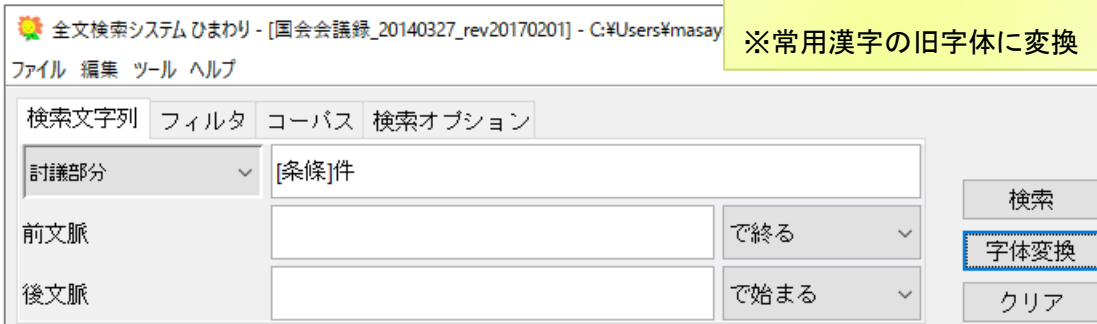 全文検索システム ひまわり - [国会会議録_20140327_rev20170201] - C:¥Users¥masay
※常用漢字の旧字体に変換
ファイル 編集 ツール ヘルプ
検索文字列 フィルタ コーパス 検索オプション
討議部分 [条條]件
検索
前文脈 で終る
字体変換
後文脈 で始まる
クリア